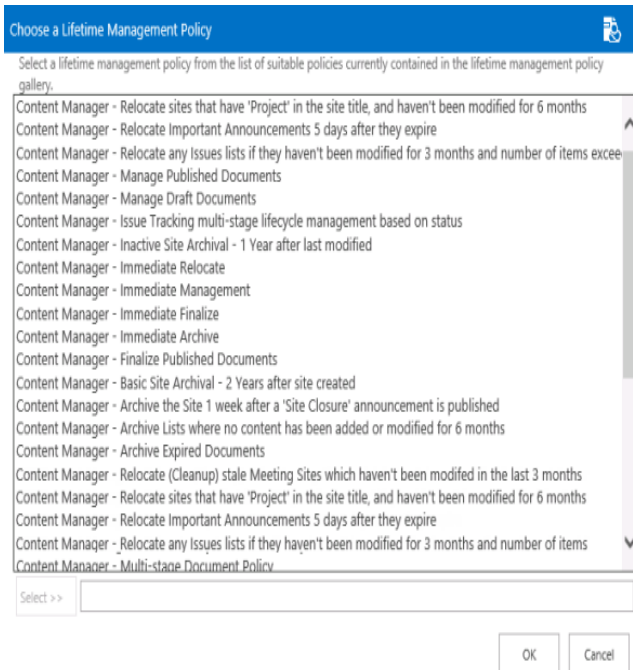 Choose a Lifetime Management Policy
Select a lifetime management policy from the list of suitable policies currently contained in the lifetime management policy
gallery.
Content Manager - Relocate sites that have 'Project' in the site title, and haven't been modified for 6 months
Content Manager - Relocate Important Announcements 5 days after they expire
Content Manager - Relocate any Issues lists if they haven't been modified for 3 months and number of items excee
Content Manager - Manage Published Documents
Content Manager - Manage Draft Documents
Content Manager - Issue Tracking multi-stage lifecycle management based on status
Content Manager - Inactive Site Archival - 1 Year after last modified
Content Manager - Immediate Relocate
Content Manager - Immediate Management
Content Manager - Immediate Finalize
Content Manager - Immediate Archive
Content Manager - Finalize Published Documents
Content Manager - Basic Site Archival - 2 Years after site created
Content Manager - Archive the Site 1 week after a 'Site Closure' announcement is published
Content Manager - Archive Lists where no content has been added or modified for 6 months
Content Manager - Archive Expired Documents
Content Manager - Relocate (Cleanup) stale Meeting Sites which haven't been modifed in the last 3 months
Content Manager - Relocate sites that have 'Project' in the site title, and haven't been modified for 6 months
Content Manager - Relocate Important Announcements 5 days after they expire
Content Manager - Relocate any Issues lists if they haven't been modified for 3 months and number of items
Content Manager - Multi-stage Document Policy
Select >>
OK Cancel